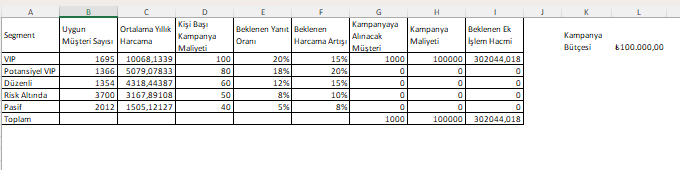 A B C D E F G H I J K L
Segment Uygun Müşteri Sayısı Ortalama Yıllık Harcama Kişi Başı Kampanya Maliyeti Beklenen Yanıt Oranı Beklenen Harcama Artışı Kampanyaya Alınacak Müşteri Kampanya Maliyeti Beklenen Ek İşlem Hacmi Kampanya Bütçesi ₺100.000,00
VIP 1695 10068,1339 100 20% 15% 1000 100000 302044,018
Potansiyel VIP 1366 5079,07833 80 18% 20% 0 0 0
Düzenli 1354 4318,44387 60 12% 15% 0 0 0
Risk Altında 3700 3167,89108 50 8% 10% 0 0 0
Pasif 2012 1505,12127 40 5% 8% 0 0 0
Toplam 1000 100000 302044,018